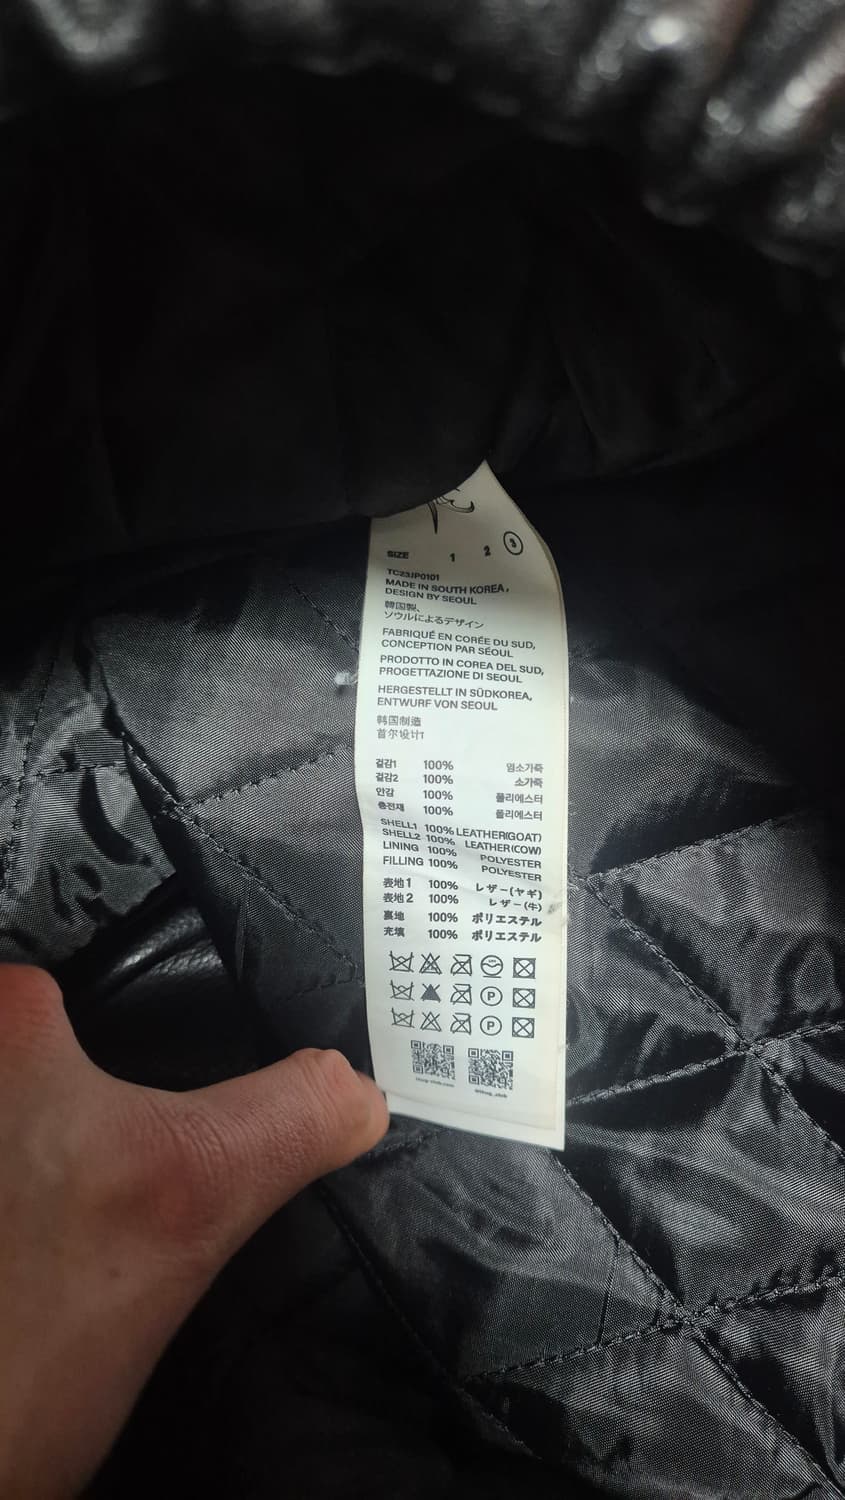 SIZE 1 2 3
TC23JP0101
MADE IN SOUTH KOREA,
DESIGN BY SEOUL
韓国製、
ソウルによるデザイン
FABRIQUÉ EN CORÉE DU SUD,
CONCEPTION PAR SÉOUL
PRODOTTO IN COREA DEL SUD,
PROGETTAZIONE DI SEOUL
HERGESTELLT IN SÜDKOREA,
ENTWURF VON SEOUL
韩国制造
首尔设计1
겉감1 100% 염소가죽
겉감2 100% 소가죽
안감 100% 폴리에스터
충전재 100% 폴리에스터
SHELL1 100% LEATHER(GOAT)
SHELL2 100% LEATHER(COW)
LINING 100% POLYESTER
FILLING 100% POLYESTER
表地1 100% レザー(ヤギ)
表地2 100% レザー(牛)
裏地 100% ポリエステル
充填 100% ポリエステル
P
P
thug-club.com @thug_club